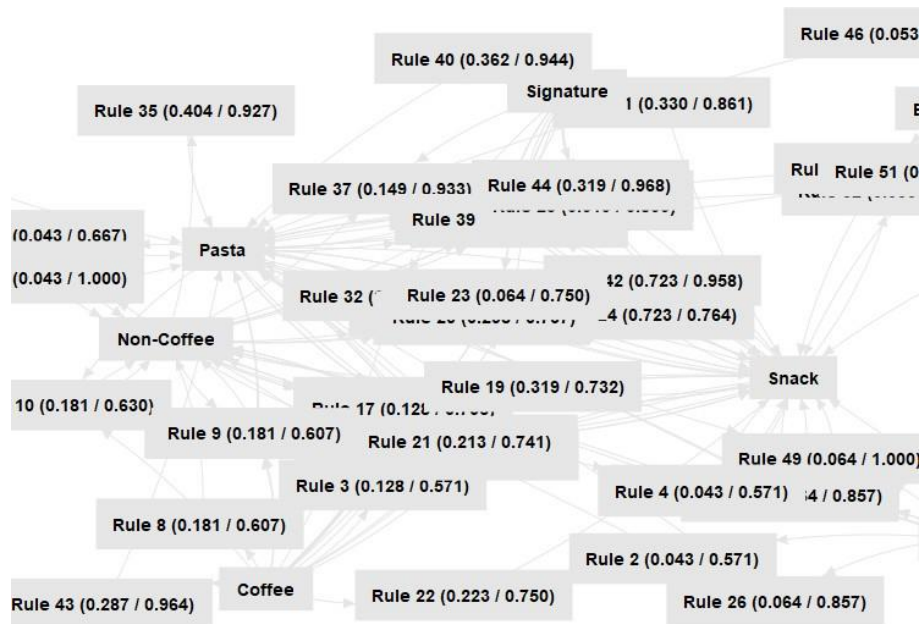 Rule 46 (0.053
Rule 40 (0.362 / 0.944)
Signature
Rule 35 (0.404 / 0.927)
1 (0.330 / 0.861)
Rule 51 (0
Rule 37 (0.149 / 0.933)
Rule 44 (0.319 / 0.968)
Rule 39
(0.043 / 0.667)
Pasta
(0.043 / 1.000)
42 (0.723 / 0.958)
Rule 32 (
Rule 23 (0.064 / 0.750)
4 (0.723 / 0.764)
Non-Coffee
Snack
Rule 19 (0.319 / 0.732)
10 (0.181 / 0.630)
Rule 9 (0.181 / 0.607)
Rule 21 (0.213 / 0.741)
Rule 49 (0.064 / 1.000)
Rule 3 (0.128 / 0.571)
Rule 4 (0.043 / 0.571)
64 / 0.857)
Rule 8 (0.181 / 0.607)
Rule 2 (0.043 / 0.571)
Coffee
Rule 22 (0.223 / 0.750)
Rule 26 (0.064 / 0.857)
Rule 43 (0.287 / 0.964)